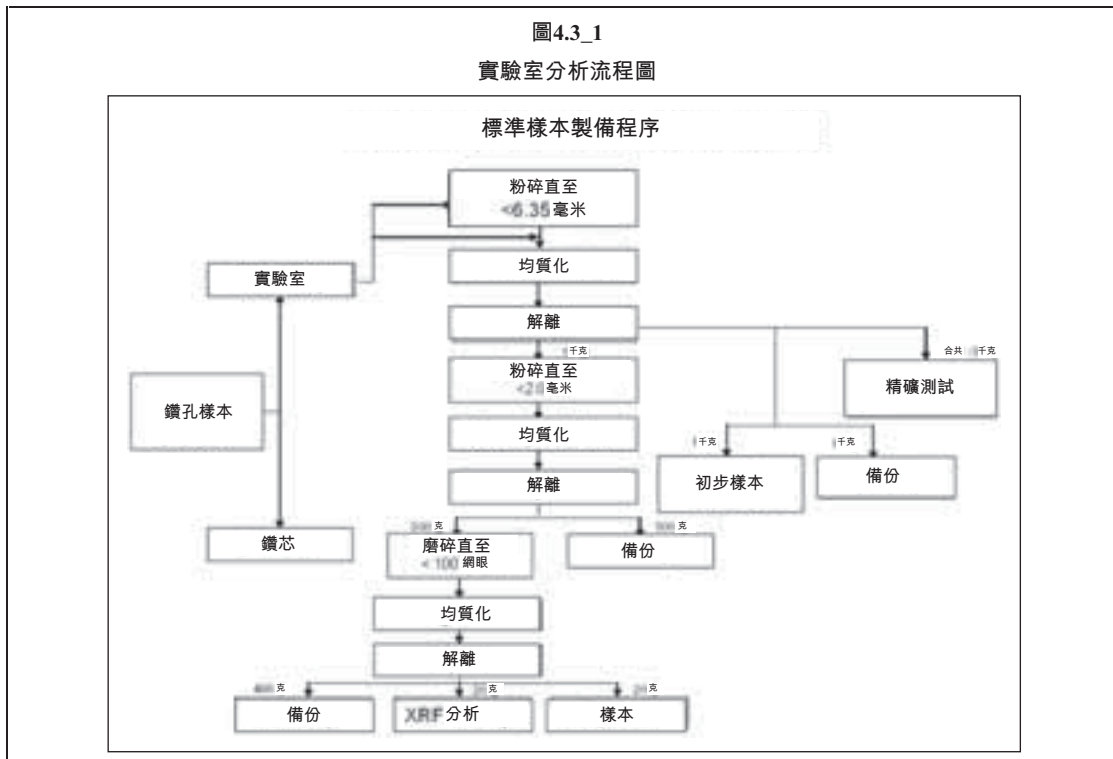 圖4.3_1
實驗室分析流程圖
標準樣本製備程序
粉碎直至
<6.35毫米
均質化
實驗室
解離
千克
合共 千克
粉碎直至
毫米
精礦測試
鑽孔樣本
均質化
千克
千克
解離
初步樣本
備份
克
克
鑽芯
磨碎直至
< 100 網眼
備份
均質化
解離
克
克
克
備份
XRF 分析
樣本